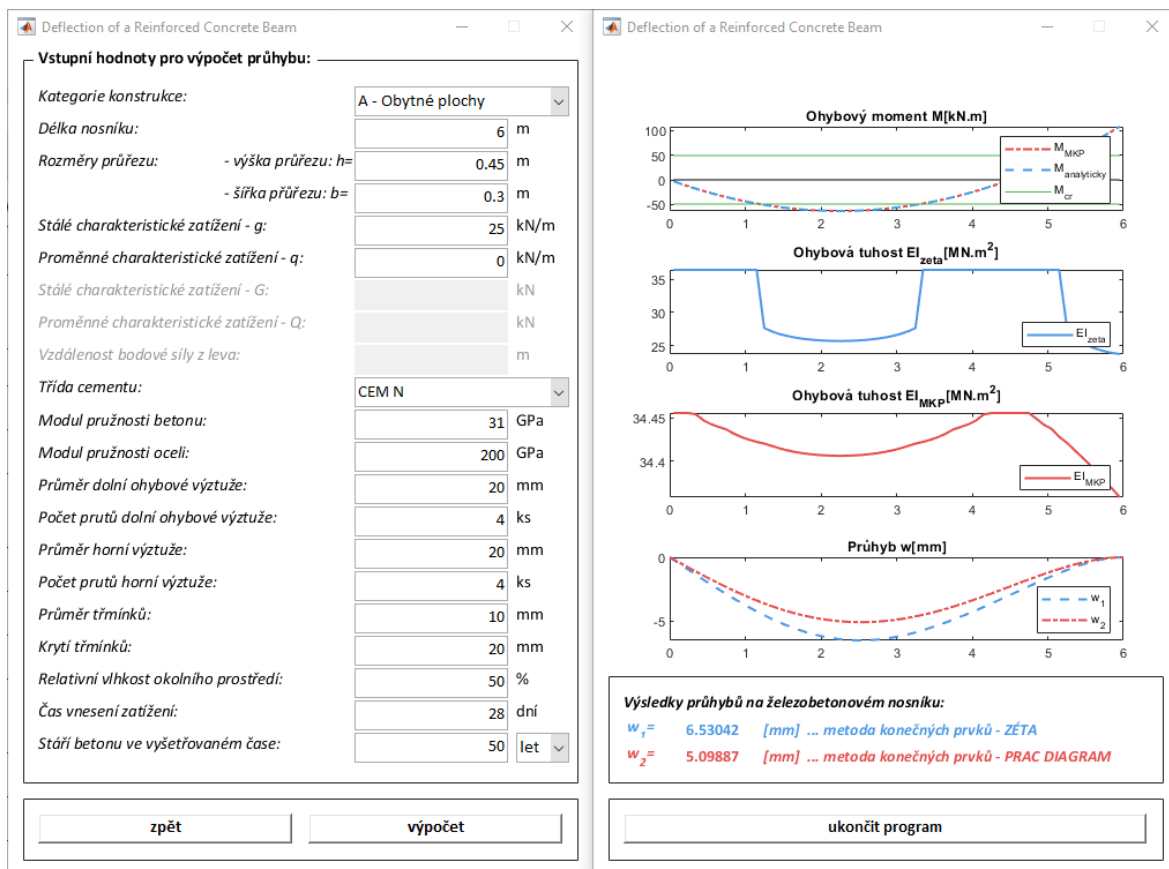 Deflection of a Reinforced Concrete Beam
Vstupní hodnoty pro výpočet průhybu:
Kategorie konstrukce: A - Obytné plochy
Délka nosníku: 6 m
Rozměry průřezu: - výška průřezu: h= 0.45 m
- šířka přůřezu: b= 0.3 m
Stálé charakteristické zatížení - g: 25 kN/m
Proměnné charakteristické zatížení - q: 0 kN/m
Stálé charakteristické zatížení - G: kN
Proměnné charakteristické zatížení - Q: kN
Vzdálenost bodové síly z leva: m
Třída cementu: CEM N
Modul pružnosti betonu: 31 GPa
Modul pružnosti oceli: 200 GPa
Průměr dolní ohybové výztuže: 20 mm
Počet prutů dolní ohybové výztuže: 4 ks
Průměr horní výztuže: 20 mm
Počet prutů horní výztuže: 4 ks
Průměr třmínků: 10 mm
Krytí třmínků: 20 mm
Relativní vlhkost okolního prostředí: 50 %
Čas vnesení zatížení: 28 dní
Stáří betonu ve vyšetřovaném čase: 50 let
zpět výpočet
Deflection of a Reinforced Concrete Beam
Ohybový moment M[kN.m]
100
50
0
-50
M_MKP
M_analyticky
M_cr
0 1 2 3 4 5 6
Ohybová tuhost EI_zeta[MN.m²]
35
30
25
EI_zeta
0 1 2 3 4 5 6
Ohybová tuhost EI_MKP[MN.m²]
34.45
34.4
EI_MKP
0 1 2 3 4 5 6
Průhyb w[mm]
0
-5
w_1
w_2
0 1 2 3 4 5 6
Výsledky průhybů na železobetonovém nosníku:
w_1= 6.53042 [mm] ... metoda konečných prvků - ZÉTA
w_2= 5.09887 [mm] ... metoda konečných prvků - PRAC DIAGRAM
ukončit program